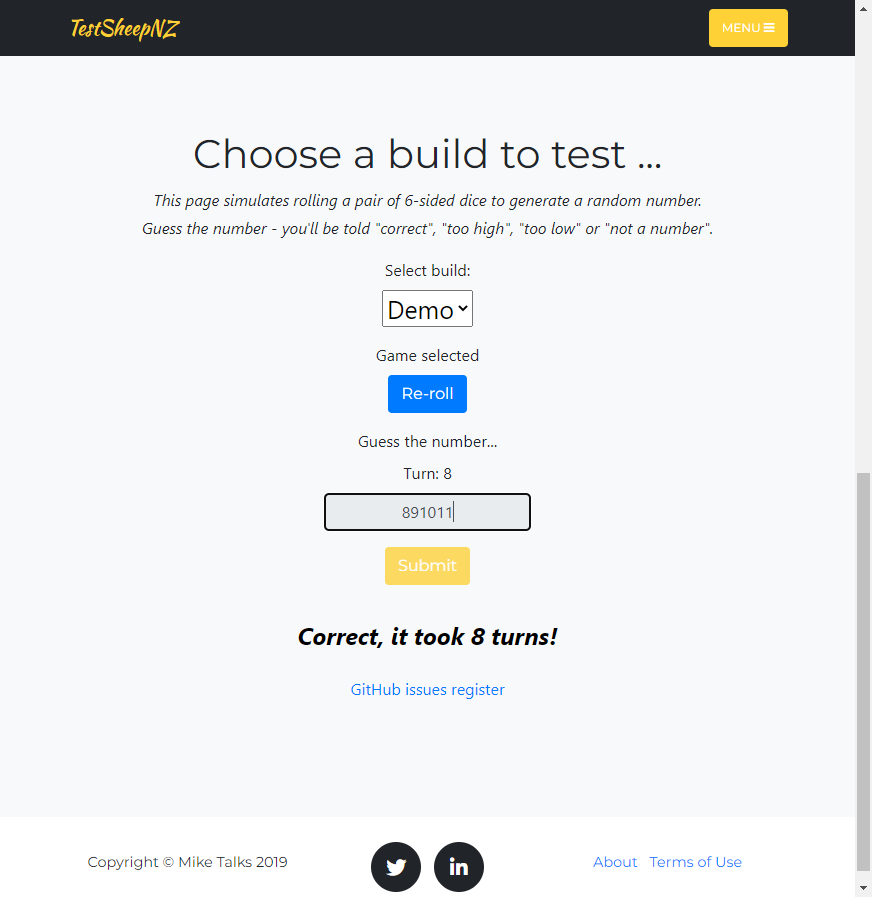 TestSheepNZ
MENU
Choose a build to test ...
This page simulates rolling a pair of 6-sided dice to generate a random number.
Guess the number - you'll be told "correct", "too high", "too low" or "not a number".
Select build:
Demo
Game selected
Re-roll
Guess the number...
Turn: 8
891011
Submit
Correct, it took 8 turns!
GitHub issues register
Copyright © Mike Talks 2019
in
About Terms of Use